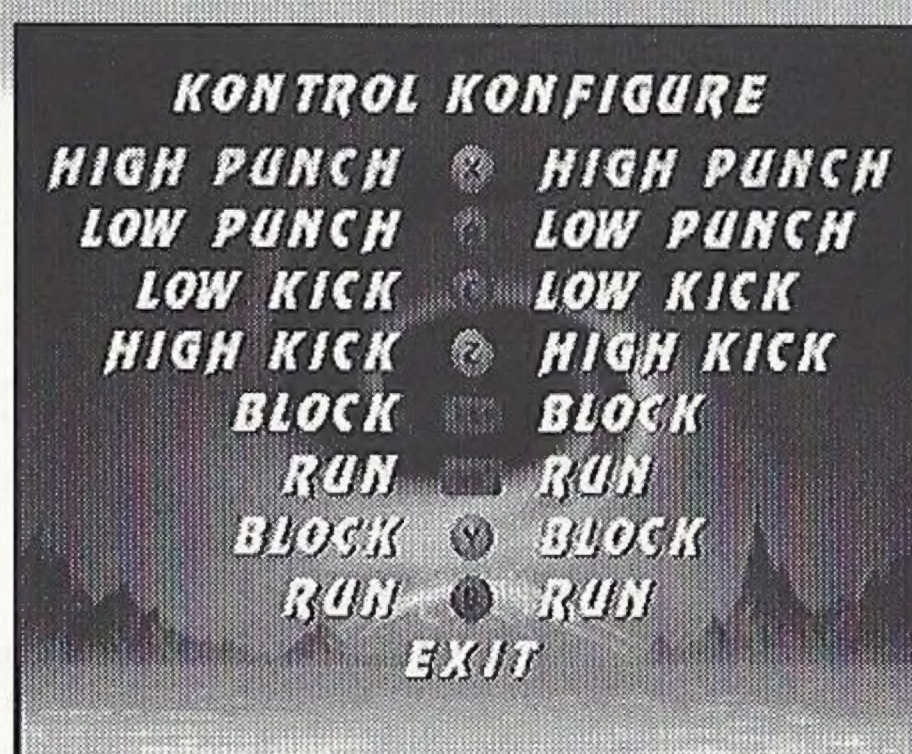 KONTROL KONFIGURE
HIGH PUNCH X HIGH PUNCH
LOW PUNCH LOW PUNCH
LOW KICK C LOW KICK
HIGH KICK Z HIGH KICK
BLOCK BLOCK
RUN RUN
BLOCK Y BLOCK
RUN B RUN
EXIT